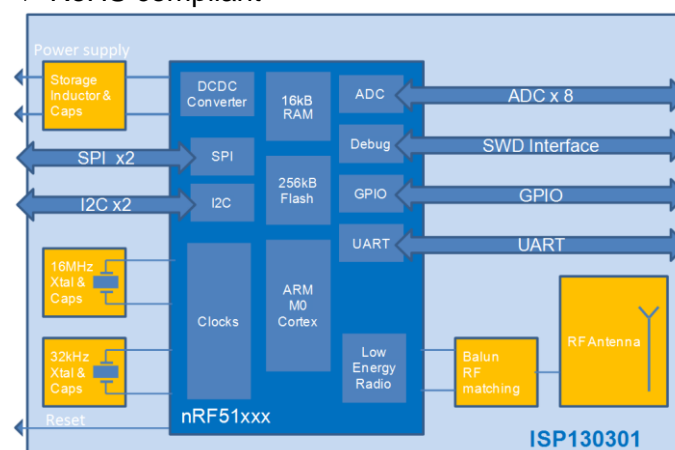 RoHS compliant
Power supply
Storage
Inductor &
Caps
DCDC
Converter
16kB
RAM
ADC
ADC x 8
Debug
SWD Interface
SPI x2
SPI
256kB
Flash
GPIO
GPIO
I2C x2
I2C
UART
UART
16MHz
Xtal &
Caps
Clocks
ARM
M0
Cortex
32kHz
Xtal &
Caps
Low
Energy
Radio
Balun
RF
matching
RF Antenna
Reset
nRF51xxx
ISP130301